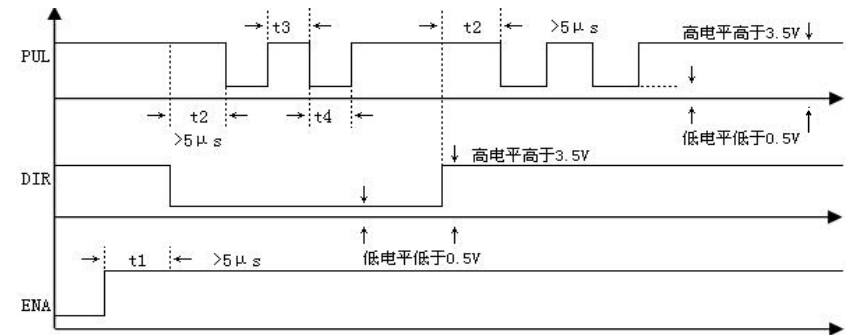 t3
t2
>5μs
高电平高于3.5V
PUL
t2
t4
>5μs
低电平低于0.5V
高电平高于3.5V
DIR
t1
>5μs
低电平低于0.5V
ENA